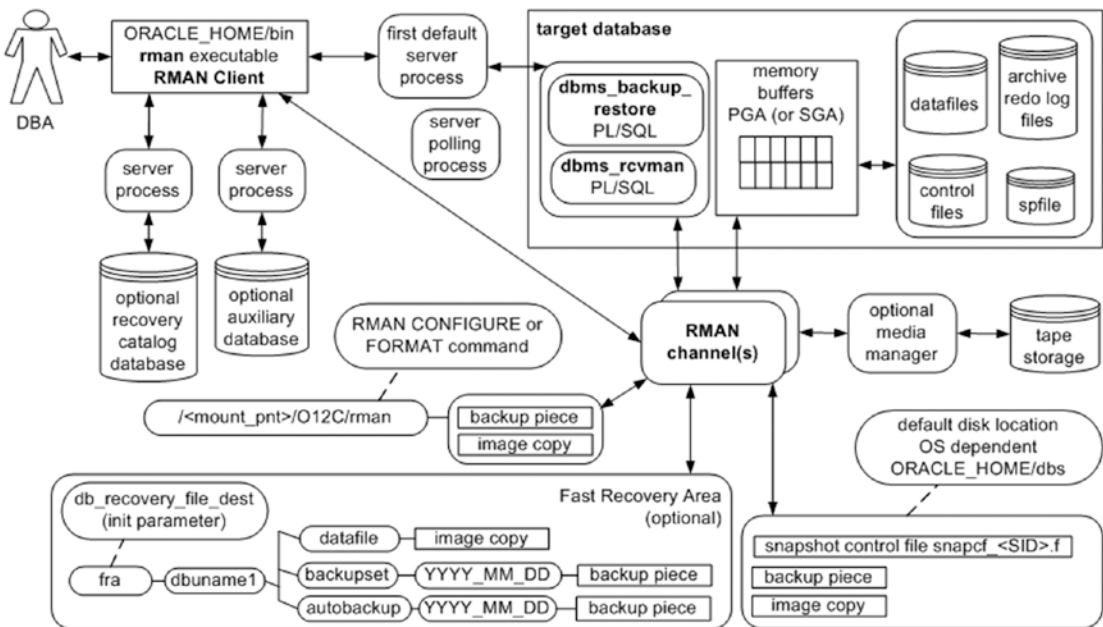 DBA
ORACLE_HOME/bin
rman executable
RMAN Client
first default
server
process
server
polling
process
server
process
server
process
optional
recovery
catalog
database
optional
auxiliary
database
target database
dbms_backup_
restore
PL/SQL
dbms_rcvman
PL/SQL
memory
buffers
PGA (or SGA)
datafiles
archive
redo log
files
control
files
spfile
RMAN
channel(s)
optional
media
manager
tape
storage
RMAN CONFIGURE or
FORMAT command
/<mount_pnt>/O12C/rman
backup piece
image copy
default disk location
OS dependent
ORACLE_HOME/dbs
snapshot control file snapcf_<SID>.f
backup piece
image copy
Fast Recovery Area
(optional)
db_recovery_file_dest
(init parameter)
fra
dbuname1
datafile
image copy
backupset
YYYY_MM_DD
backup piece
autobackup
YYYY_MM_DD
backup piece